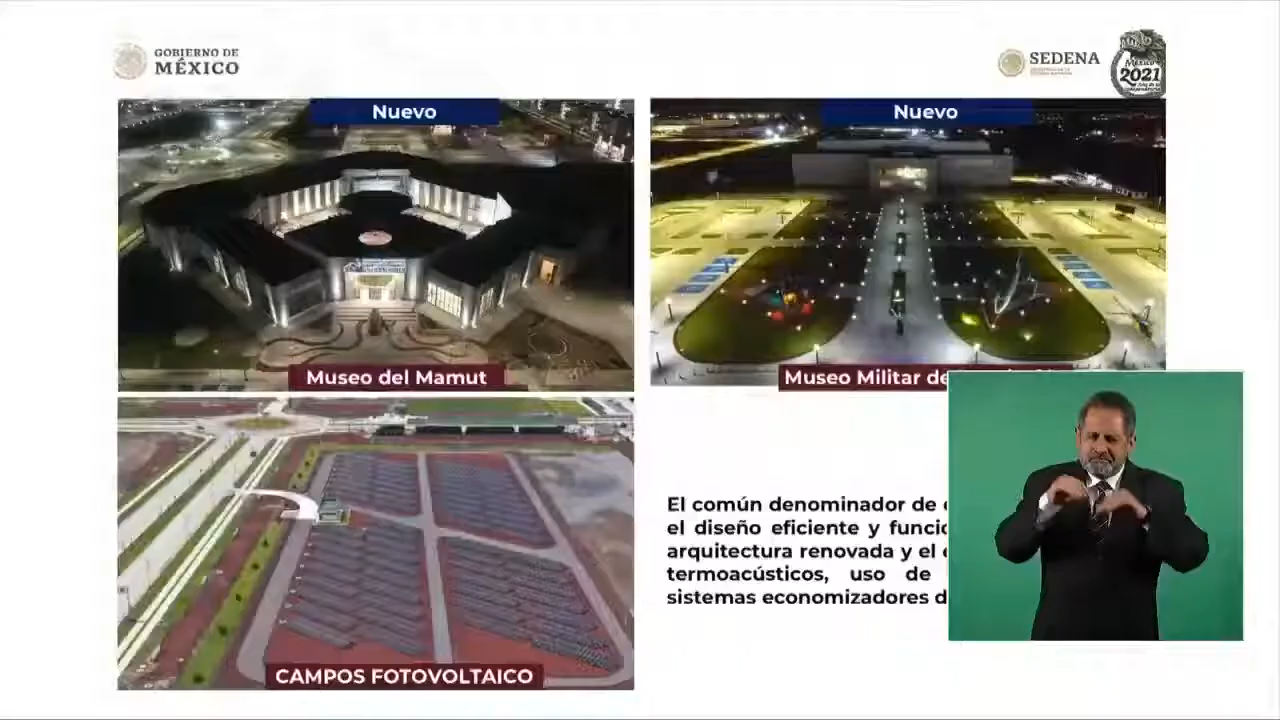 GOBIERNO DE
MÉXICO
SEDENA
México
2021
Nuevo
Nuevo
Museo del Mamut
Museo Militar de
CAMPOS FOTOVOLTAICO
El común denominador de
el diseño eficiente y
arquitectura renovada y el
termoacústicos, uso de
sistemas economizadores